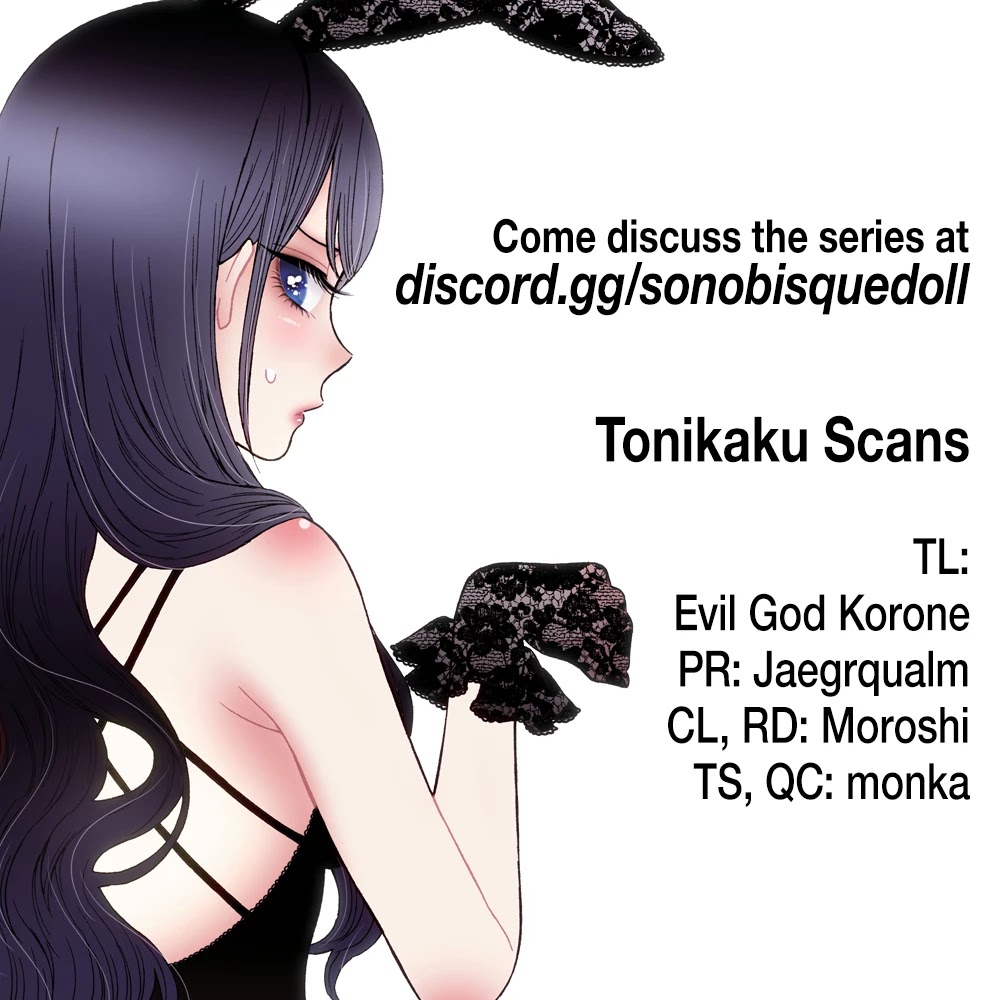 Come discuss the series at
discord.gg/sonobisquedoll
Tonikaku Scans
TL:
Evil God Korone
PR: Jaegrqualm
CL, RD: Moroshi
TS, QC: monka